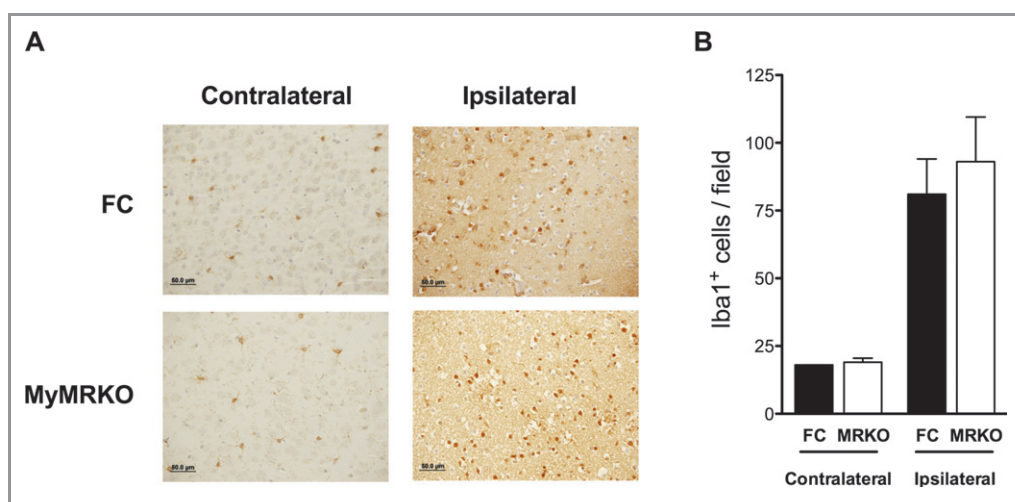 A
Contralateral
Ipsilateral
FC
50.0 µm
50.0 µm
MyMRKO
50.0 µm
50.0 µm
B
Iba1+ cells / field
125
100
75
50
25
0
FC MRKO FC MRKO
Contralateral Ipsilateral